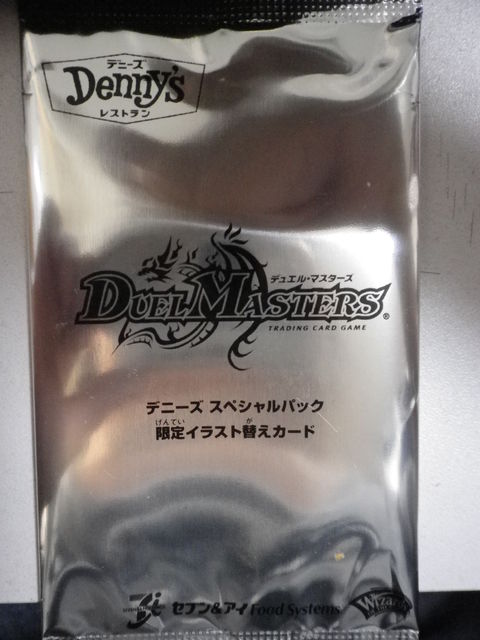 デニーズ
Denny's
レストラン
デュエル・マスターズ
DUEL MASTERS®
TRADING CARD GAME
デニーズ スペシャルパック
げんてい が
限定イラスト替えカード
セブン&アイ Food Systems
Wizards